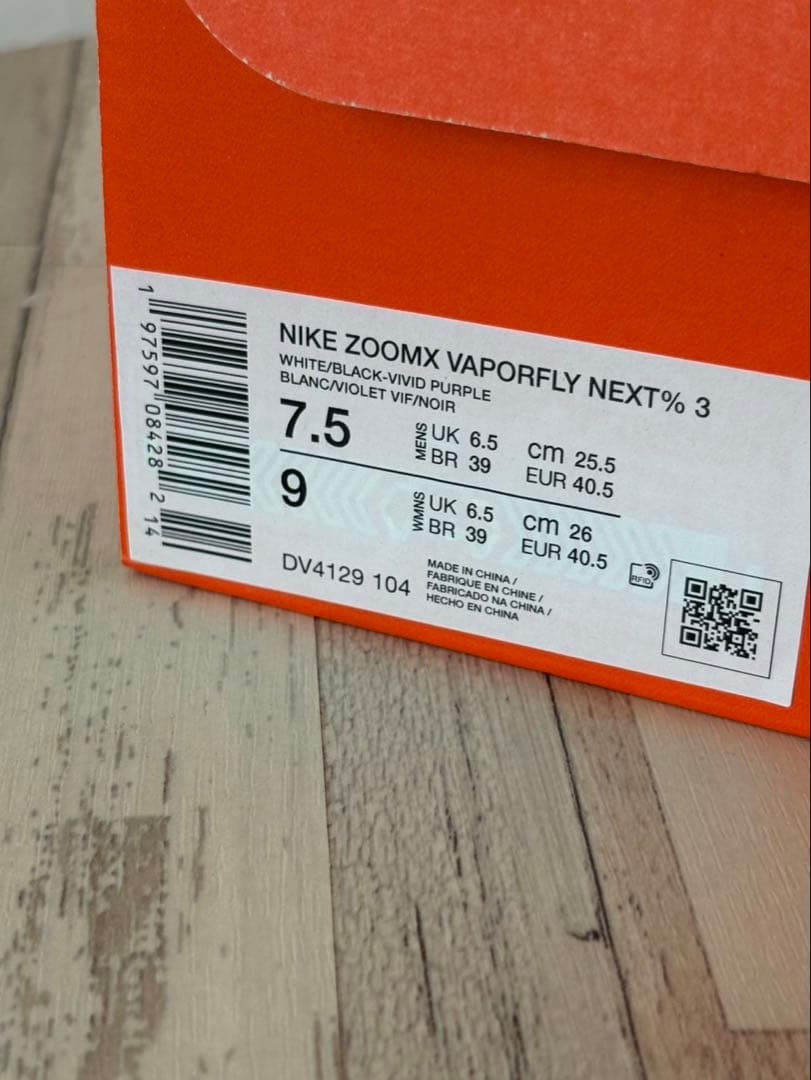 1 97597 08428 2 14
NIKE ZOOMX VAPORFLY NEXT% 3
WHITE/BLACK-VIVID PURPLE
BLANC/VIOLET VIF/NOIR
7.5 MENS UK 6.5 cm 25.5
BR 39 EUR 40.5
9 WMNS UK 6.5 cm 26
BR 39 EUR 40.5
DV4129 104
MADE IN CHINA /
FABRIQUE EN CHINE /
FABRICADO NA CHINA /
HECHO EN CHINA
RFID